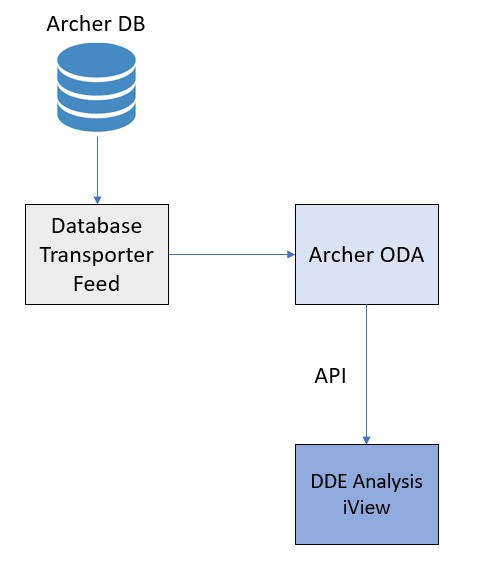 Archer DB
Database
Transporter
Feed
Archer ODA
API
DDE Analysis
iView